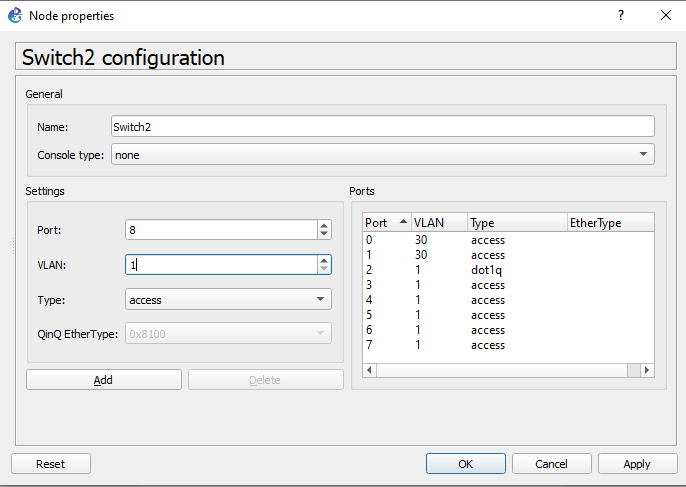 Node properties ?
Switch2 configuration
General
Name: Switch2
Console type: none
Settings
Port: 8
VLAN: 1
Type: access
QinQ EtherType: 0x8100
Add Delete
Ports
Port VLAN Type EtherType
0 30 access
1 30 access
2 1 dot1q
3 1 access
4 1 access
5 1 access
6 1 access
7 1 access
Reset OK Cancel Apply